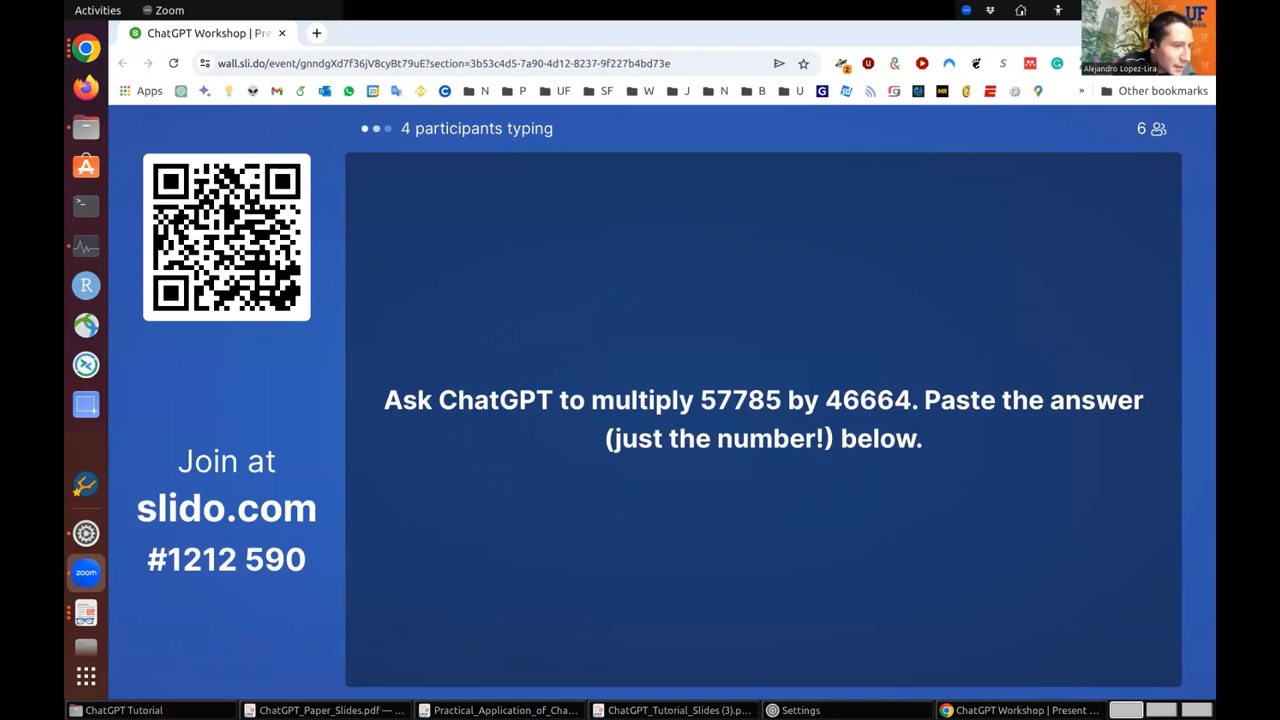 Activities
Zoom
ChatGPT Workshop | Pre
wall.sli.do/event/gnndgXd7f36jV8cyBt79uE?section=3b53c4d5-7a90-4d12-8237-9f227b4bd73e
Alejandro Lopez-Lira
UF
Apps
N
P
UF
SF
W
J
N
B
U
» Other bookmarks
4 participants typing
6
Ask ChatGPT to multiply 57785 by 46664. Paste the answer
(just the number!) below.
Join at
slido.com
#1212 590
zoom
ChatGPT Tutorial
ChatGPT_Paper_Slides.pdf — ...
Practical_Application_of_Cha...
ChatGPT_Tutorial_Slides (3).p...
Settings
ChatGPT Workshop | Present ...